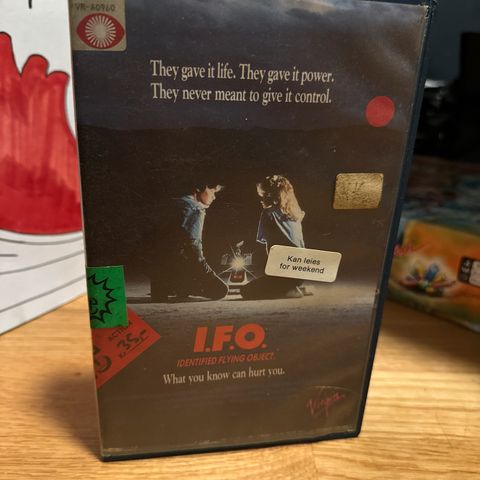 VR-A0960
They gave it life. They gave it power.
They never meant to give it control.
Kan leies
for weekend
35,-
I.F.O.
IDENTIFIED FLYING OBJECT.
What you know can hurt you.
Virgin